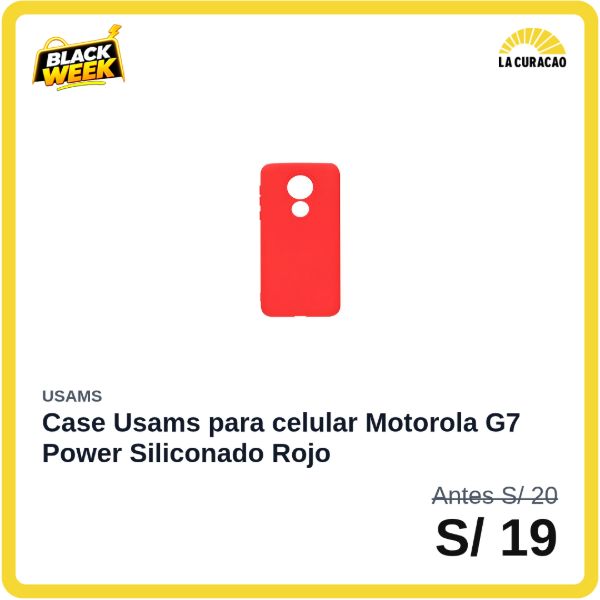 BLACK
WEEK
LA CURACAO
USAMS
Case Usams para celular Motorola G7
Power Siliconado Rojo
Antes S/ 20
S/ 19